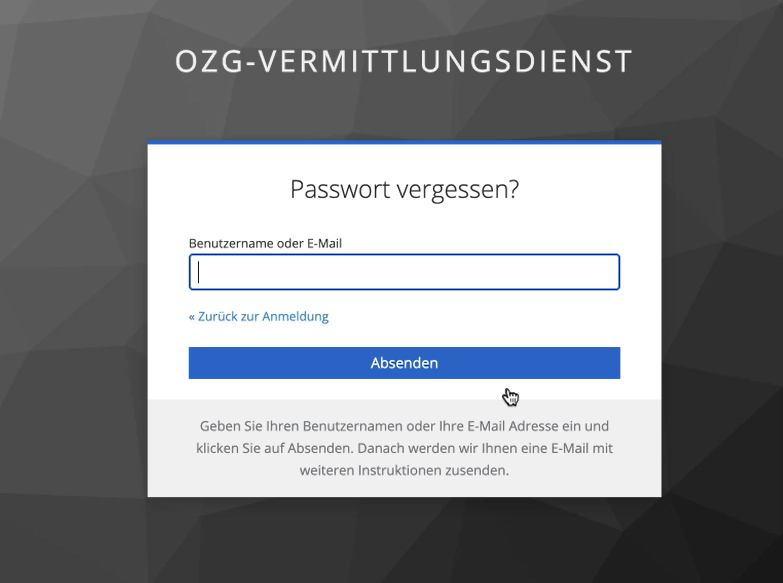 OZG-VERMITTLUNGSDIENST
Passwort vergessen?
Benutzername oder E-Mail
« Zurück zur Anmeldung
Absenden
Geben Sie Ihren Benutzernamen oder Ihre E-Mail Adresse ein und
klicken Sie auf Absenden. Danach werden wir Ihnen eine E-Mail mit
weiteren Instruktionen zusenden.